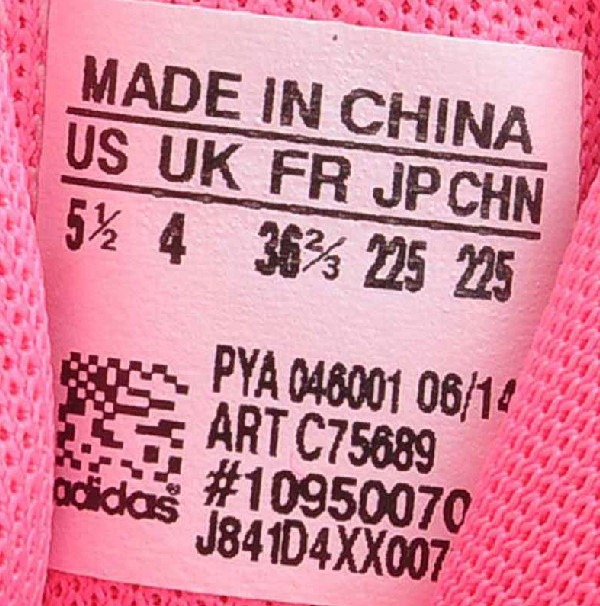 MADE IN CHINA
US UK FR JP CHN
5½ 4 36⅔ 225 225
PYA 046001 06/14
ART C75689
#10950070
adidas®
J841D4XX007